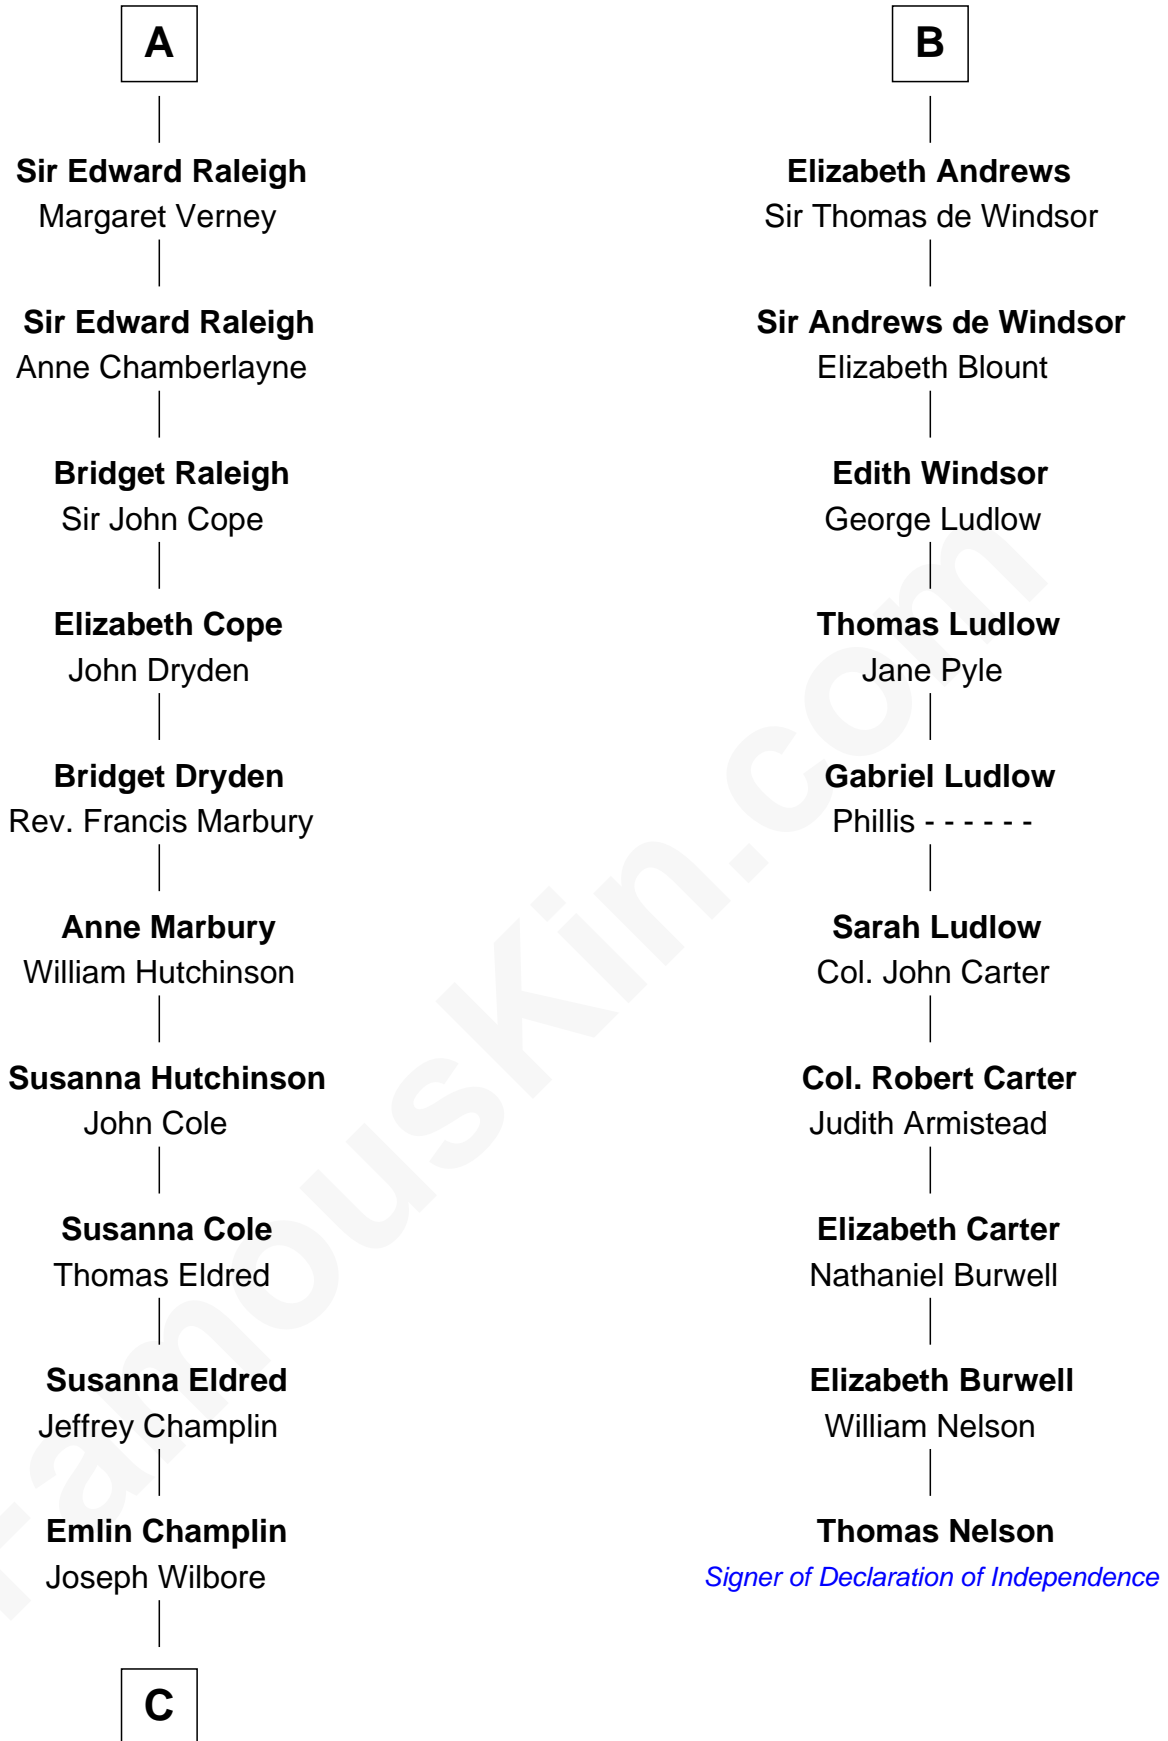 A
Sir Edward Raleigh
Margaret Verney
Sir Edward Raleigh
Anne Chamberlayne
Bridget Raleigh
Sir John Cope
Elizabeth Cope
John Dryden
Bridget Dryden
Rev. Francis Marbury
Anne Marbury
William Hutchinson
Susanna Hutchinson
John Cole
Susanna Cole
Thomas Eldred
Susanna Eldred
Jeffrey Champlin
Emlin Champlin
Joseph Wilbore
C
B
Elizabeth Andrews
Sir Thomas de Windsor
Sir Andrews de Windsor
Elizabeth Blount
Edith Windsor
George Ludlow
Thomas Ludlow
Jane Pyle
Gabriel Ludlow
Phillis - - - - - -
Sarah Ludlow
Col. John Carter
Col. Robert Carter
Judith Armistead
Elizabeth Carter
Nathaniel Burwell
Elizabeth Burwell
William Nelson
Thomas Nelson
Signer of Declaration of Independence
FamousKin.com